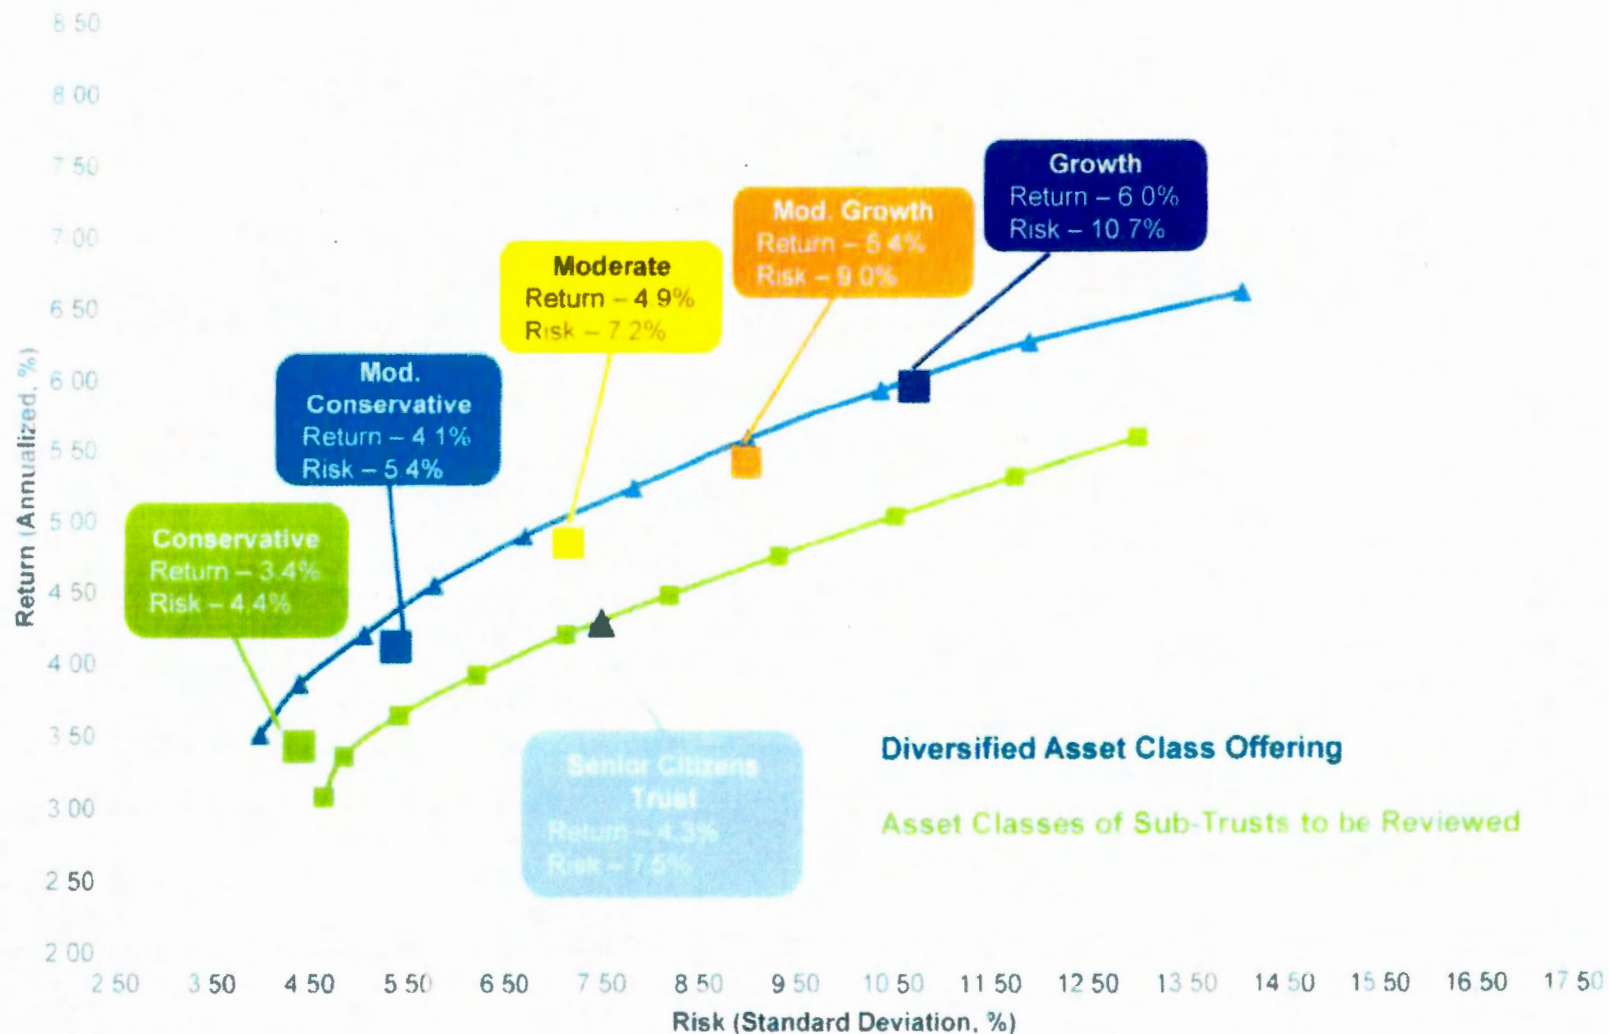 8 50
8 00
7 50
7 00
6 50
6 00
5 50
5 00
4 50
4 00
3 50
3 00
2 50
2 00
Return (Annualized, %)
Growth
Return – 6 0%
Risk – 10.7%
Mod. Growth
Return – 5 4%
Risk – 9 0%
Moderate
Return – 4 9%
Risk – 7.2%
Mod.
Conservative
Return – 4 1%
Risk – 5 4%
Conservative
Return – 3.4%
Risk – 4.4%
Senior Citizens
Trust
Return – 4.3%
Risk – 7.5%
Diversified Asset Class Offering
Asset Classes of Sub-Trusts to be Reviewed
2 50 3 50 4 50 5 50 6 50 7 50 8 50 9 50 10 50 11 50 12 50 13 50 14 50 15 50 16 50 17 50
Risk (Standard Deviation, %)